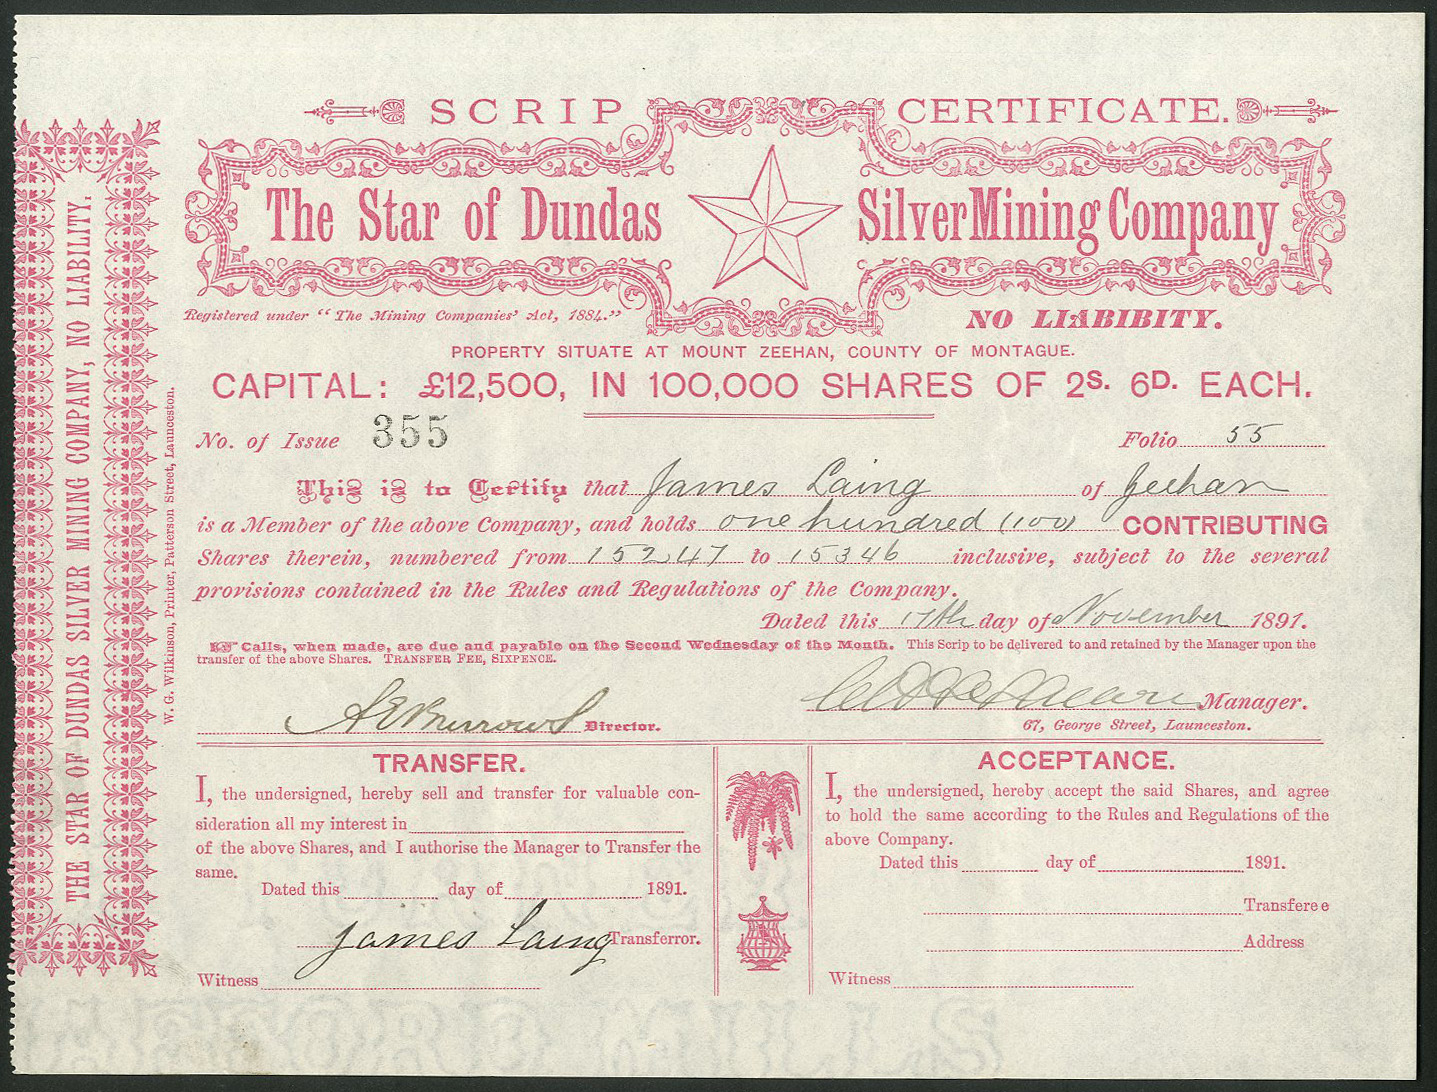 SCRIP CERTIFICATE.
The Star of Dundas Silver Mining Company
Registered under "The Mining Companies' Act, 1884."
NO LIABIBITY.
PROPERTY SITUATE AT MOUNT ZEEHAN, COUNTY OF MONTAGUE.
CAPITAL: £12,500, IN 100,000 SHARES OF 2S. 6D. EACH.
No. of Issue 355 Folio 55
This is to Certify that James Laing of Zeehan
is a Member of the above Company, and holds one hundred (100) CONTRIBUTING
Shares therein, numbered from 15247 to 15346 inclusive, subject to the several
provisions contained in the Rules and Regulations of the Company.
Dated this 17th day of November 1891.
Calls, when made, are due and payable on the Second Wednesday of the Month. This Scrip to be delivered to and retained by the Manager upon the
transfer of the above Shares. TRANSFER FEE, SIXPENCE.
Director.
Manager.
67, George Street, Launceston.
TRANSFER.
I, the undersigned, hereby sell and transfer for valuable con-
sideration all my interest in
of the above Shares, and I authorise the Manager to Transfer the
same.
Dated this day of 1891.
James Laing Transferror.
Witness
ACCEPTANCE.
I, the undersigned, hereby accept the said Shares, and agree
to hold the same according to the Rules and Regulations of the
above Company.
Dated this day of 1891.
Transferee
Address
Witness
THE STAR OF DUNDAS SILVER MINING COMPANY, NO LIABILITY.
W. G. Wilkinson, Printer, Patterson Street, Launceston.